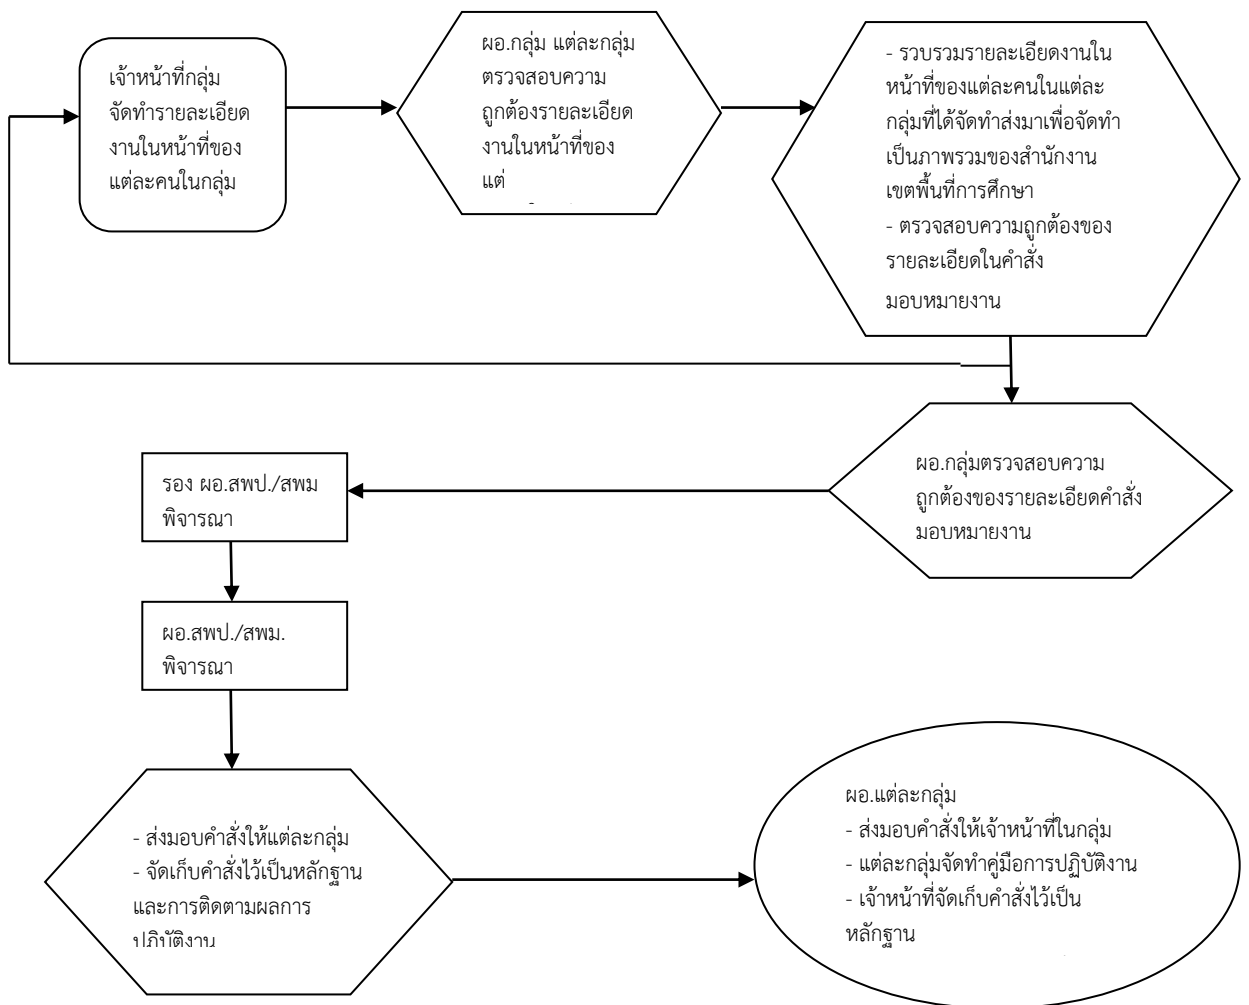 เจ้าหน้าที่กลุ่ม
จัดทำรายละเอียด
งานในหน้าที่ของ
แต่ละคนในกลุ่ม
ผอ.กลุ่ม แต่ละกลุ่ม
ตรวจสอบความ
ถูกต้องรายละเอียด
งานในหน้าที่ของ
แต่
- รวบรวมรายละเอียดงานใน
หน้าที่ของแต่ละคนในแต่ละ
กลุ่มที่ได้จัดทำส่งมาเพื่อจัดทำ
เป็นภาพรวมของสำนักงาน
เขตพื้นที่การศึกษา
- ตรวจสอบความถูกต้องของ
รายละเอียดในคำสั่ง
มอบหมายงาน
ผอ.กลุ่มตรวจสอบความ
ถูกต้องของรายละเอียดคำสั่ง
มอบหมายงาน
รอง ผอ.สพป./สพม
พิจารณา
ผอ.สพป./สพม.
พิจารณา
- ส่งมอบคำสั่งให้แต่ละกลุ่ม
- จัดเก็บคำสั่งไว้เป็นหลักฐาน
และการติดตามผลการ
ปฏิบัติงาน
ผอ.แต่ละกลุ่ม
- ส่งมอบคำสั่งให้เจ้าหน้าที่ในกลุ่ม
- แต่ละกลุ่มจัดทำคู่มือการปฏิบัติงาน
- เจ้าหน้าที่จัดเก็บคำสั่งไว้เป็น
หลักฐาน